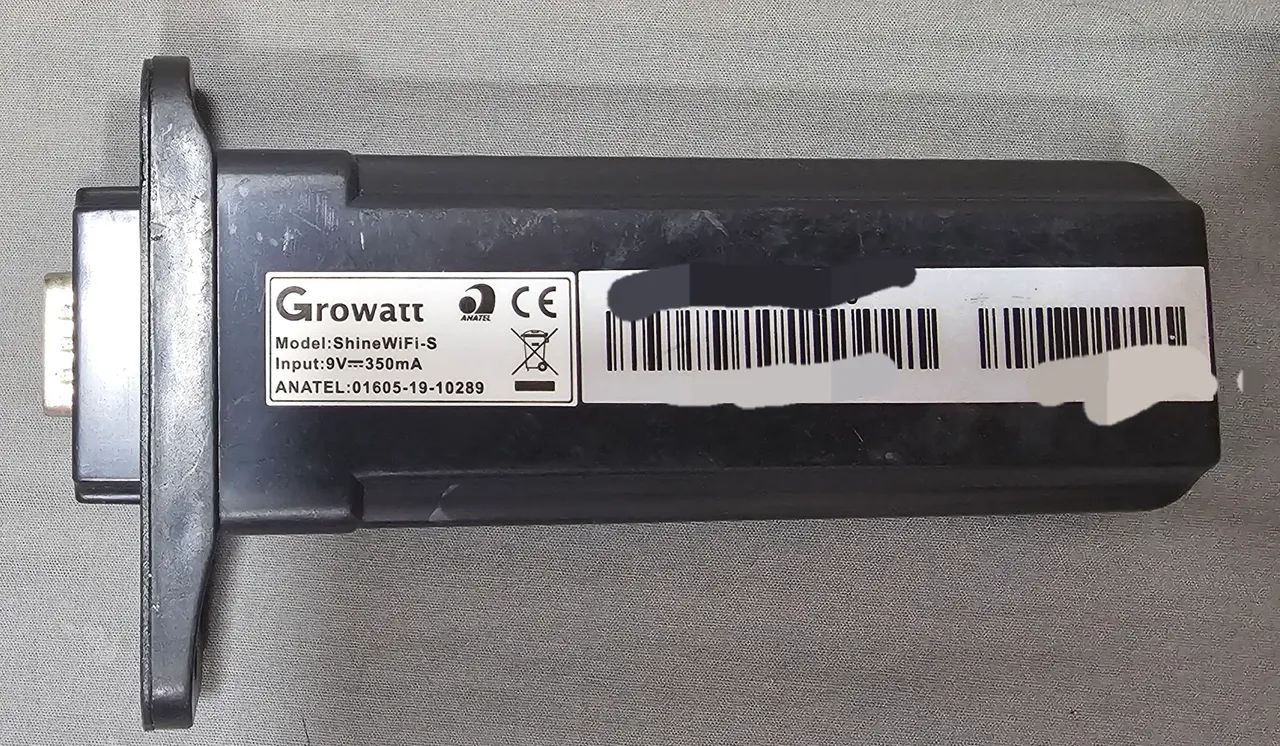 Growatt
ANATEL
CE
Model:ShineWiFi-S
Input:9V⎓350mA
ANATEL:01605-19-10289